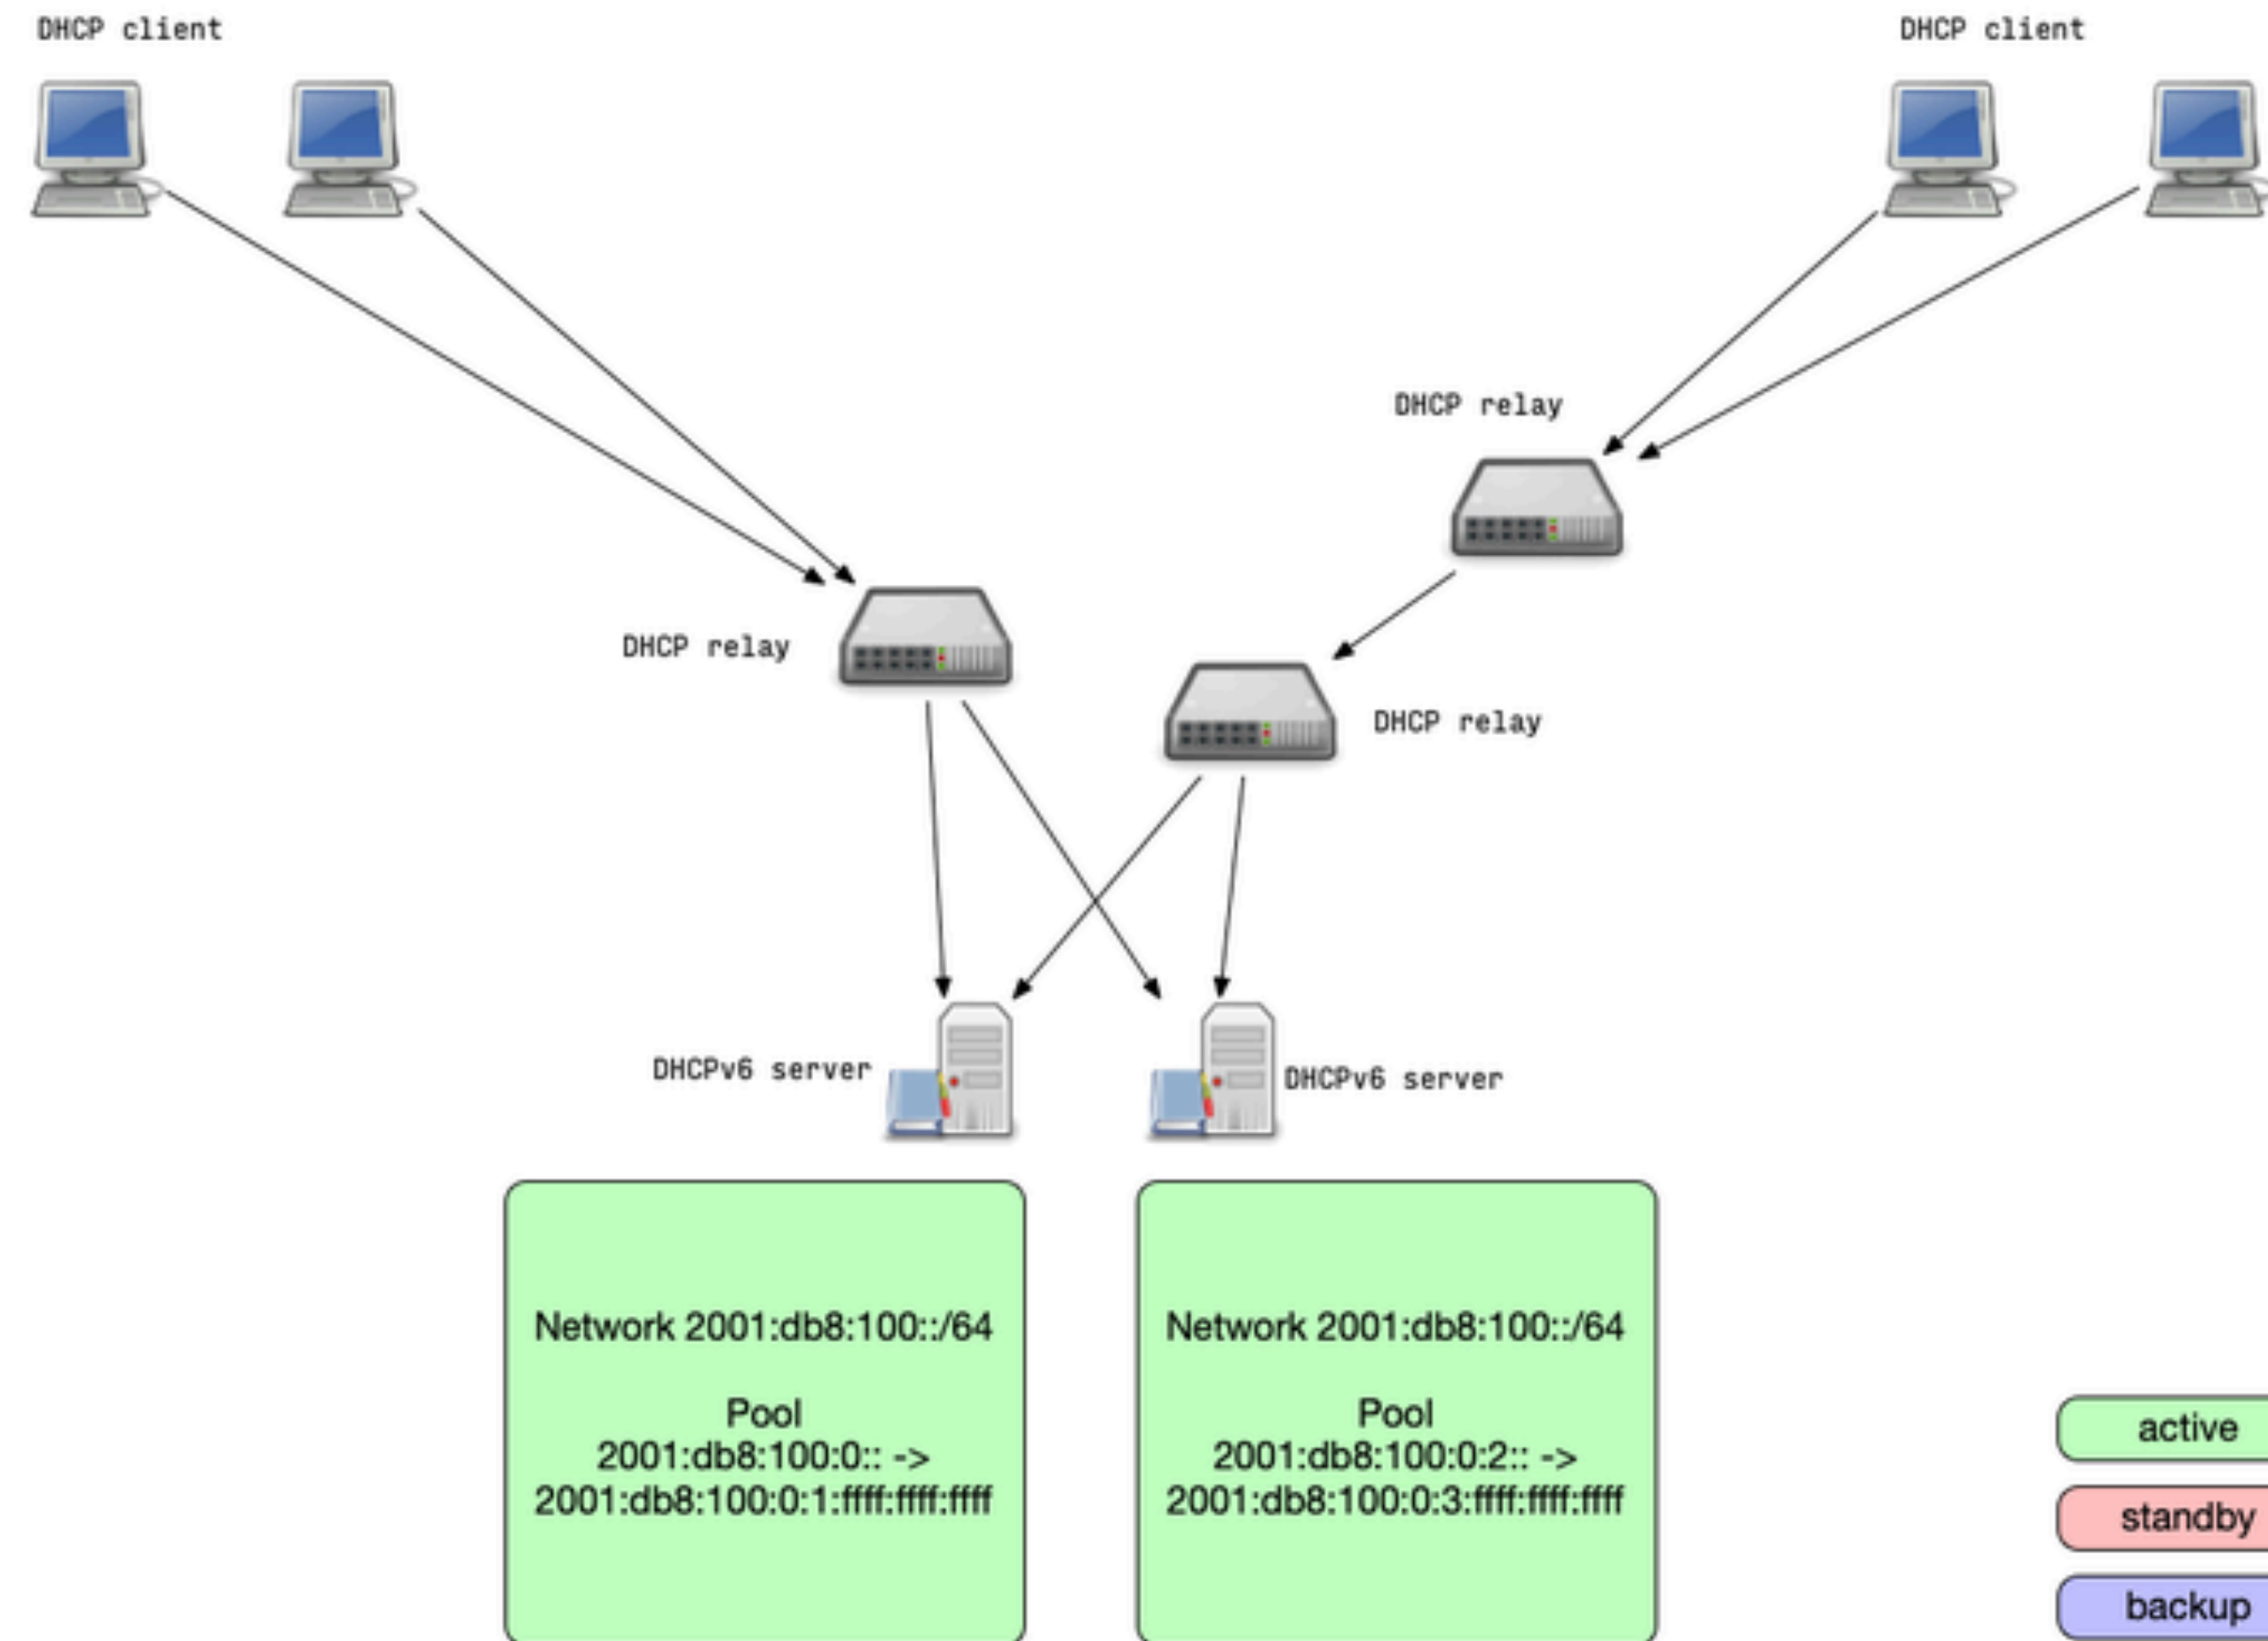 DHCP client
DHCP client
DHCP relay
DHCP relay
DHCP relay
DHCPv6 server
DHCPv6 server
Network 2001:db8:100::/64
Pool
2001:db8:100:0:: ->
2001:db8:100:0:1:ffff:ffff:ffff
Network 2001:db8:100::/64
Pool
2001:db8:100:0:2:: ->
2001:db8:100:0:3:ffff:ffff:ffff
active
standby
backup